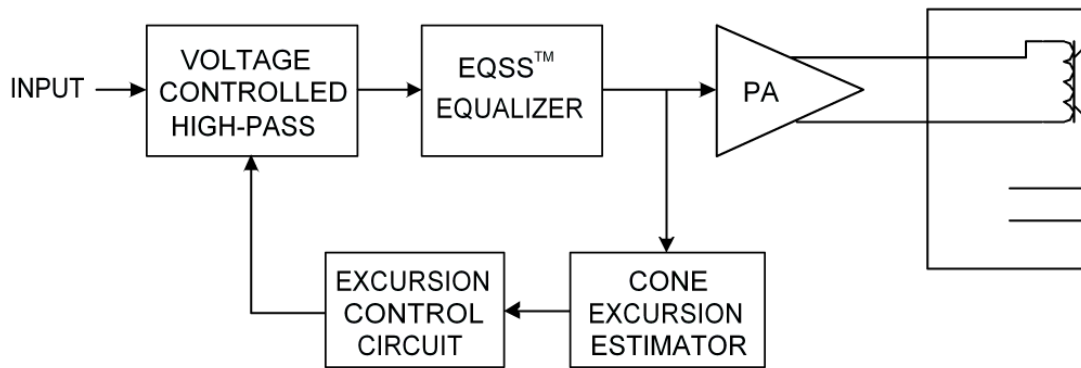 INPUT
VOLTAGE
CONTROLLED
HIGH-PASS
EQSS™
EQUALIZER
PA
EXCURSION
CONTROL
CIRCUIT
CONE
EXCURSION
ESTIMATOR